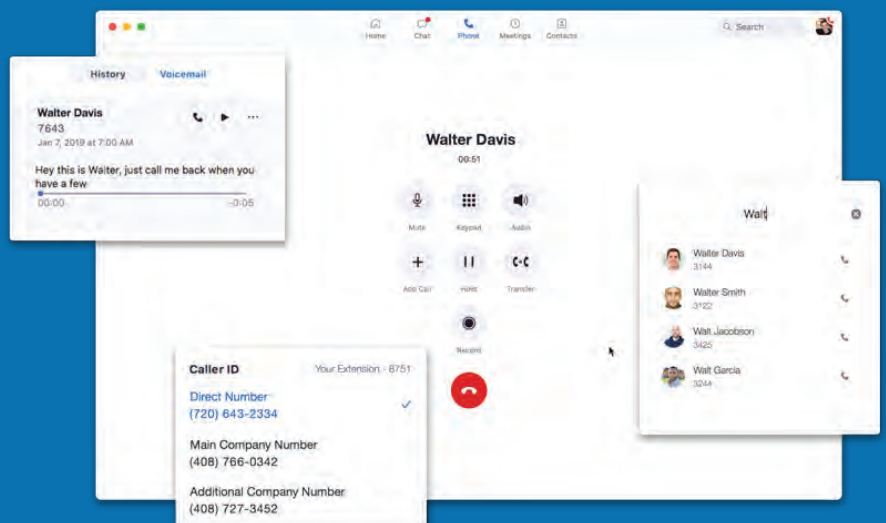 Home Chat Phone Meetings Contacts
Search
History Voicemail
Walter Davis
7643
Jan 7, 2019 at 7:00 AM
Hey this is Walter, just call me back when you
have a few
00:00 -0:05
Walter Davis
00:51
Mute Keypad Audio
Add Call Hold Transfer
Record
Walt
Walter Davis
3144
Walter Smith
3122
Walt Jacobson
3425
Walt Garcia
3244
Caller ID Your Extension - 8751
Direct Number
(720) 643-2334
Main Company Number
(408) 766-0342
Additional Company Number
(408) 727-3452